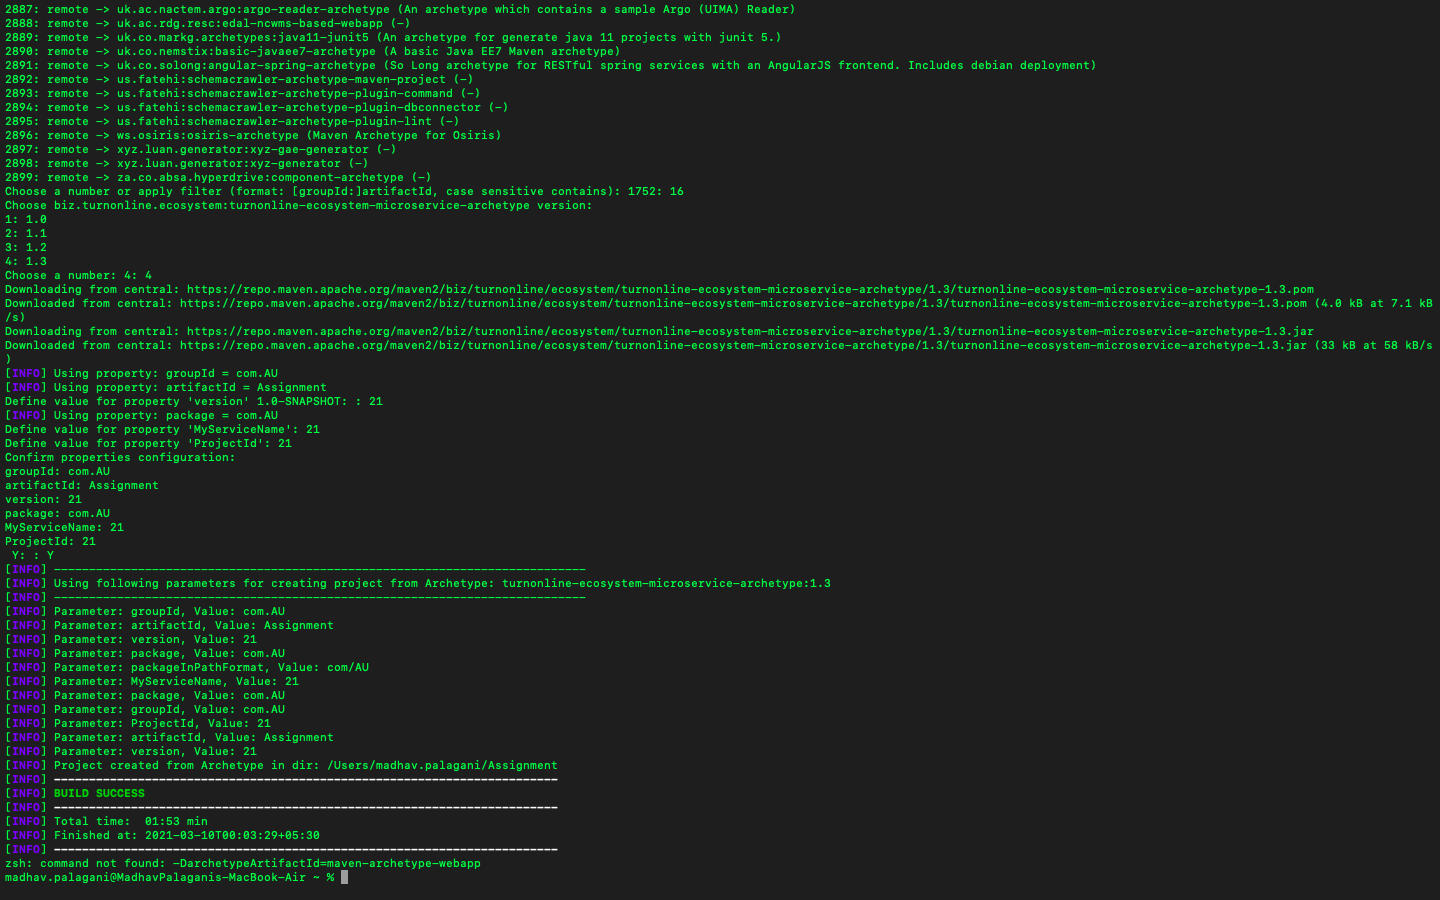 2887: remote -> uk.ac.nactem.argo:argo-reader-archetype (An archetype which contains a sample Argo (UIMA) Reader)
2888: remote -> uk.ac.rdg.resc:edal-ncwms-based-webapp (-)
2889: remote -> uk.co.markg.archetypes:java11-junit5 (An archetype for generate java 11 projects with junit 5.)
2890: remote -> uk.co.nemstix:basic-javaee7-archetype (A basic Java EE7 Maven archetype)
2891: remote -> uk.co.solong:angular-spring-archetype (So Long archetype for RESTful spring services with an AngularJS frontend. Includes debian deployment)
2892: remote -> us.fatehi:schemacrawler-archetype-maven-project (-)
2893: remote -> us.fatehi:schemacrawler-archetype-plugin-command (-)
2894: remote -> us.fatehi:schemacrawler-archetype-plugin-dbconnector (-)
2895: remote -> us.fatehi:schemacrawler-archetype-plugin-lint (-)
2896: remote -> ws.osiris:osiris-archetype (Maven Archetype for Osiris)
2897: remote -> xyz.luan.generator:xyz-gae-generator (-)
2898: remote -> xyz.luan.generator:xyz-generator (-)
2899: remote -> za.co.absa.hyperdrive:component-archetype (-)
Choose a number or apply filter (format: [groupId:]artifactId, case sensitive contains): 1752: 16
Choose biz.turnonline.ecosystem:turnonline-ecosystem-microservice-archetype version:
1: 1.0
2: 1.1
3: 1.2
4: 1.3
Choose a number: 4: 4
Downloading from central: https://repo.maven.apache.org/maven2/biz/turnonline/ecosystem/turnonline-ecosystem-microservice-archetype/1.3/turnonline-ecosystem-microservice-archetype-1.3.pom
Downloaded from central: https://repo.maven.apache.org/maven2/biz/turnonline/ecosystem/turnonline-ecosystem-microservice-archetype/1.3/turnonline-ecosystem-microservice-archetype-1.3.pom (4.0 kB at 7.1 kB
/s)
Downloading from central: https://repo.maven.apache.org/maven2/biz/turnonline/ecosystem/turnonline-ecosystem-microservice-archetype/1.3/turnonline-ecosystem-microservice-archetype-1.3.jar
Downloaded from central: https://repo.maven.apache.org/maven2/biz/turnonline/ecosystem/turnonline-ecosystem-microservice-archetype/1.3/turnonline-ecosystem-microservice-archetype-1.3.jar (33 kB at 58 kB/s
)
[INFO] Using property: groupId = com.AU
[INFO] Using property: artifactId = Assignment
Define value for property 'version' 1.0-SNAPSHOT: : 21
[INFO] Using property: package = com.AU
Define value for property 'MyServiceName': 21
Define value for property 'ProjectId': 21
Confirm properties configuration:
groupId: com.AU
artifactId: Assignment
version: 21
package: com.AU
MyServiceName: 21
ProjectId: 21
 Y: : Y
[INFO] ----------------------------------------------------------------------------
[INFO] Using following parameters for creating project from Archetype: turnonline-ecosystem-microservice-archetype:1.3
[INFO] ----------------------------------------------------------------------------
[INFO] Parameter: groupId, Value: com.AU
[INFO] Parameter: artifactId, Value: Assignment
[INFO] Parameter: version, Value: 21
[INFO] Parameter: package, Value: com.AU
[INFO] Parameter: packageInPathFormat, Value: com/AU
[INFO] Parameter: MyServiceName, Value: 21
[INFO] Parameter: package, Value: com.AU
[INFO] Parameter: groupId, Value: com.AU
[INFO] Parameter: ProjectId, Value: 21
[INFO] Parameter: artifactId, Value: Assignment
[INFO] Parameter: version, Value: 21
[INFO] Project created from Archetype in dir: /Users/madhav.palagani/Assignment
[INFO] ------------------------------------------------------------------------
[INFO] BUILD SUCCESS
[INFO] ------------------------------------------------------------------------
[INFO] Total time:  01:53 min
[INFO] Finished at: 2021-03-10T00:03:29+05:30
[INFO] ------------------------------------------------------------------------
zsh: command not found: -DarchetypeArtifactId=maven-archetype-webapp
madhav.palagani@MadhavPalaganis-MacBook-Air ~ %